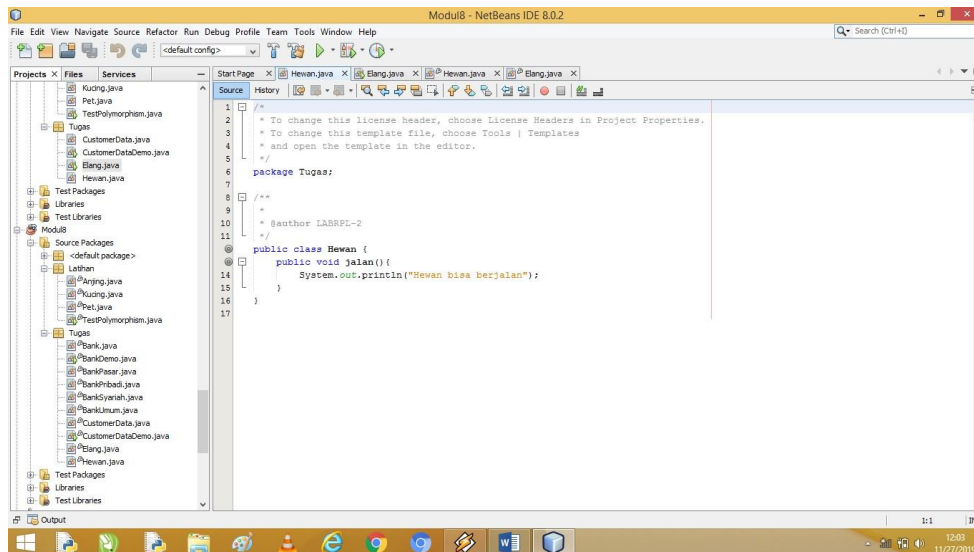 Modul8 - NetBeans IDE 8.0.2
File Edit View Navigate Source Refactor Run Debug Profile Team Tools Window Help
Search (Ctrl+I)
<default config>
Projects Files Services
Start Page Hewan.java Elang.java Hewan.java Elang.java
Source History
Kucing.java
Pet.java
TestPolymorphism.java
Tugas
CustomerData.java
CustomerDataDemo.java
Elang.java
Hewan.java
Test Packages
Libraries
Test Libraries
Modul8
Source Packages
<default package>
Latihan
Anjing.java
Kucing.java
Pet.java
TestPolymorphism.java
Tugas
Bank.java
BankDemo.java
BankPasar.java
BankPribadi.java
BankSyariah.java
BankUmum.java
CustomerData.java
CustomerDataDemo.java
Elang.java
Hewan.java
Test Packages
Libraries
Test Libraries
1 /*
2 * To change this license header, choose License Headers in Project Properties.
3 * To change this template file, choose Tools | Templates
4 * and open the template in the editor.
5 */
6 package Tugas;
7
8 /**
9 *
10 * @author LABRPL-2
11 */
public class Hewan {
public void jalan(){
14 System.out.println("Hewan bisa berjalan");
15 }
16 }
17
Output
1:1
12:03